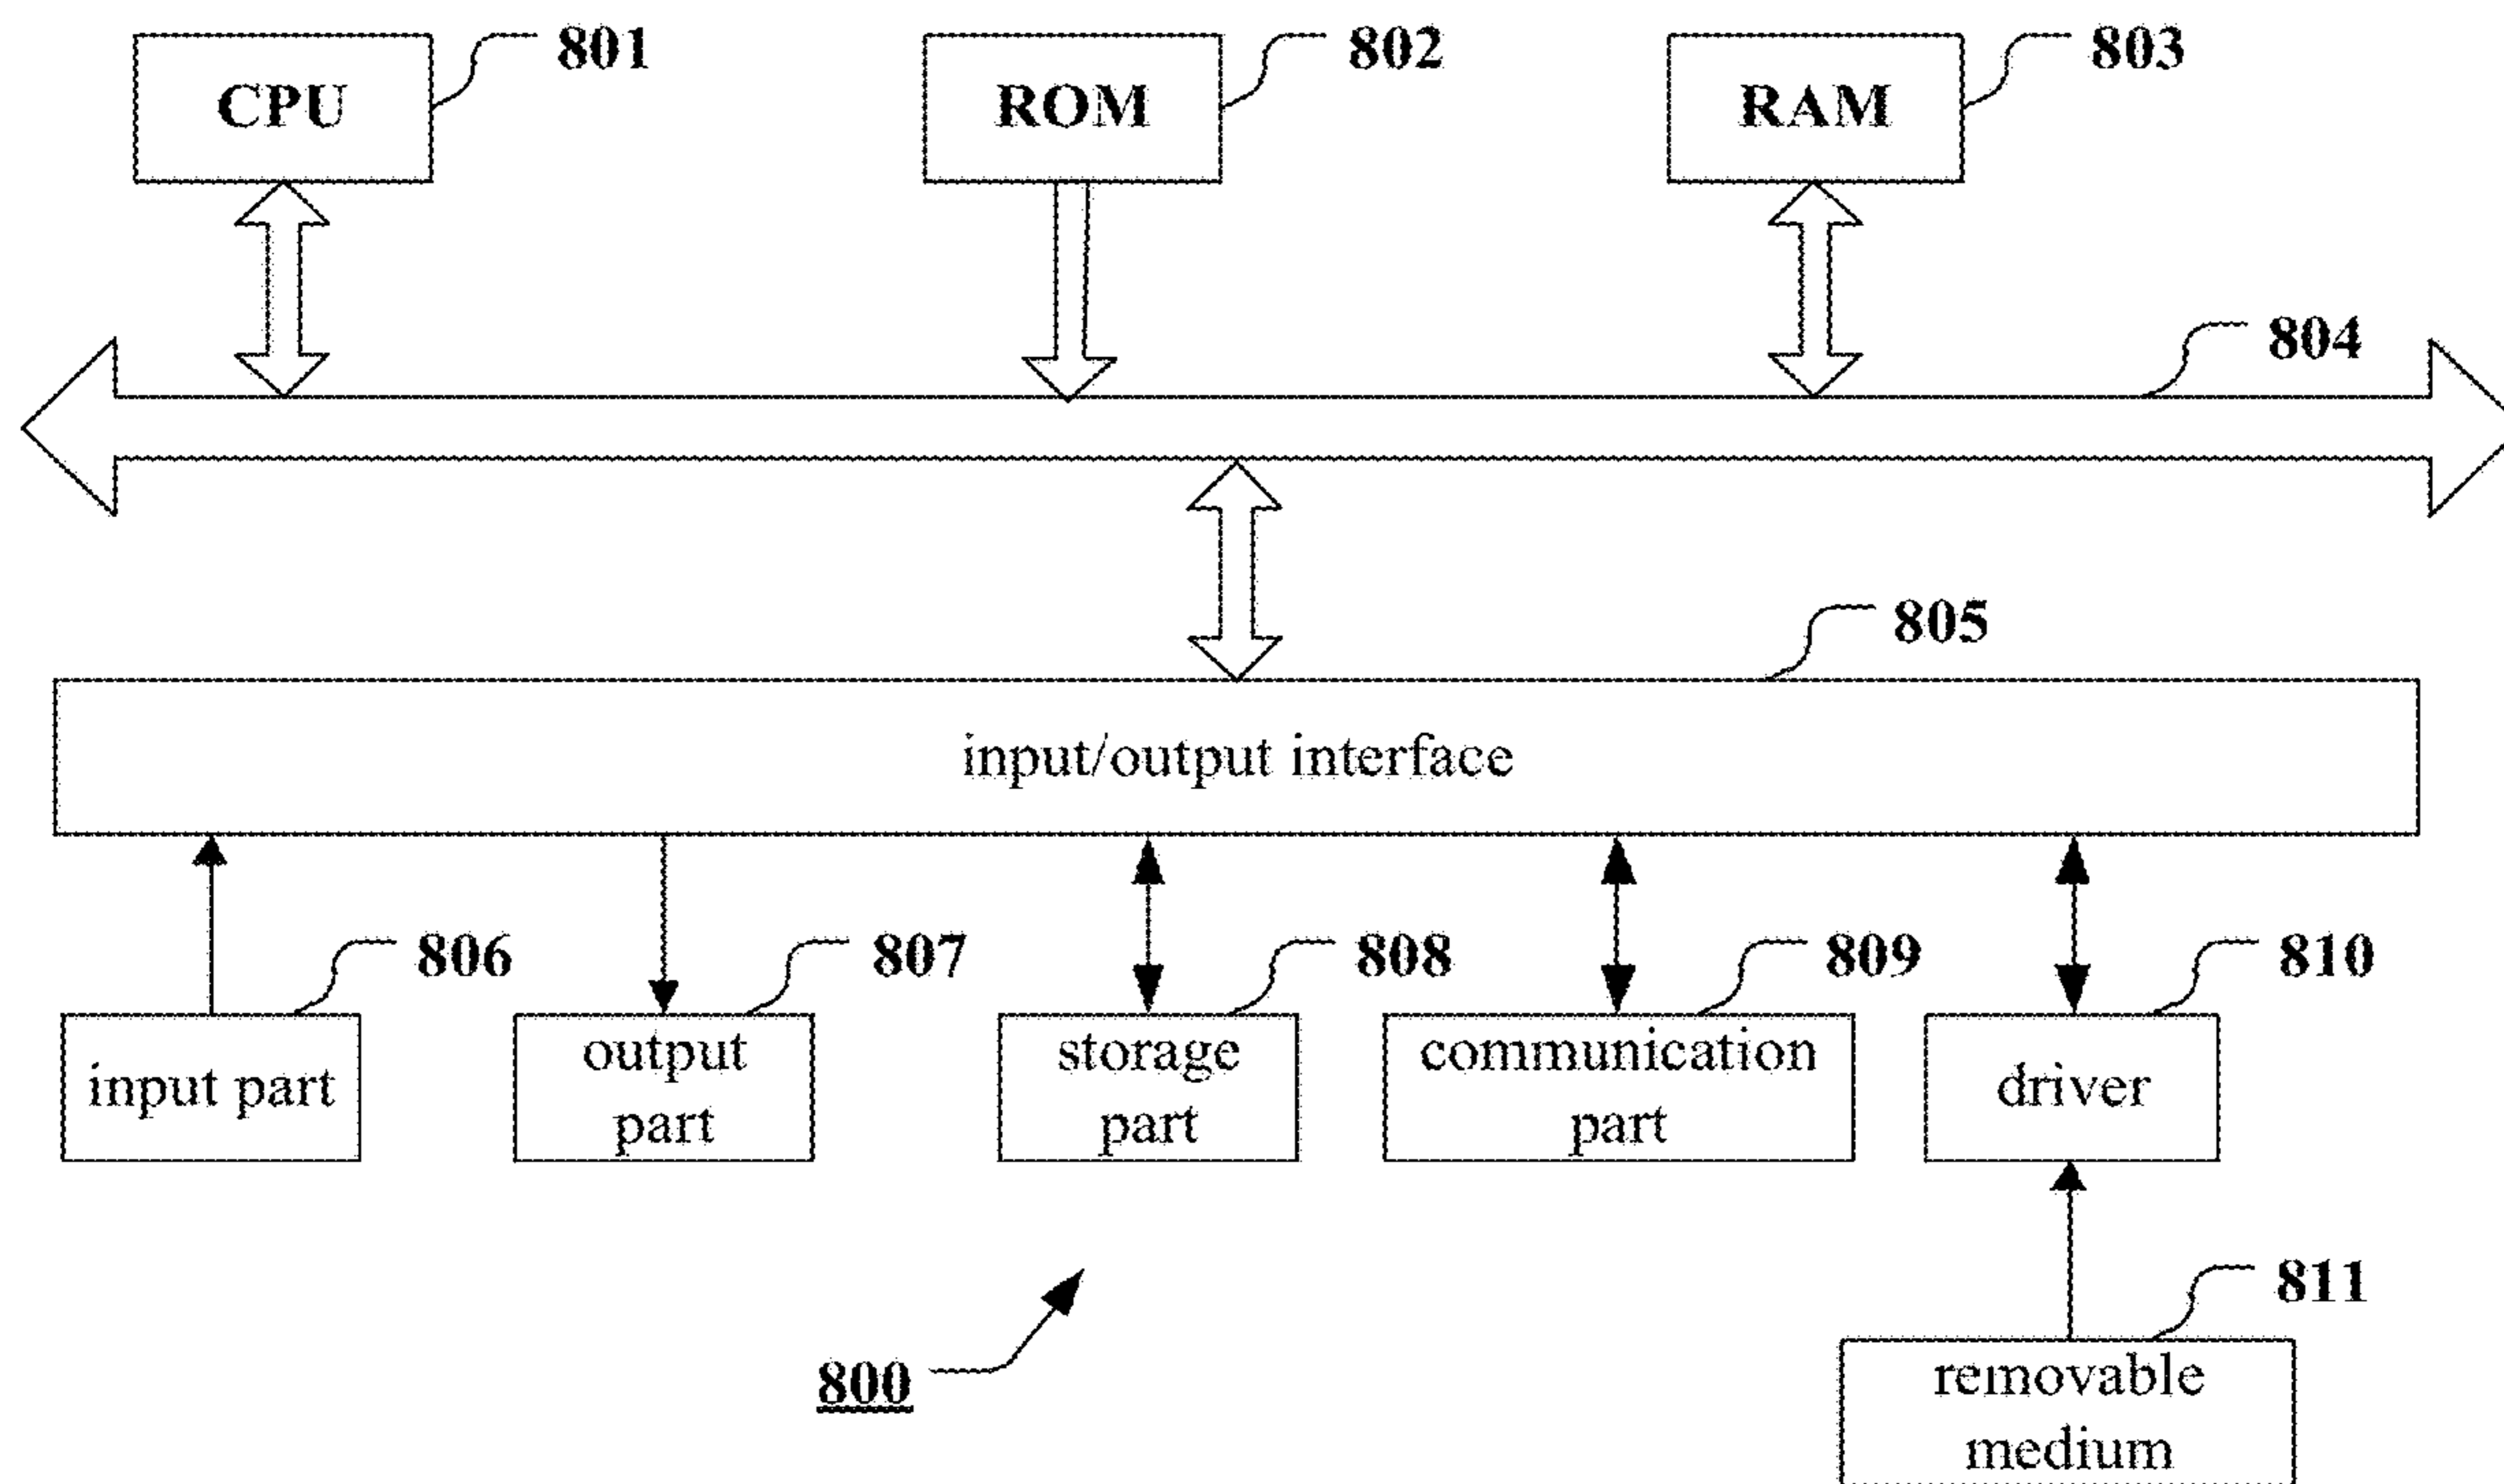 801
802
803
CPU
ROM
RAM
804
805
input/output interface
806
807
808
809
810
input part
output
part
storage
part
communication
part
driver
811
800
removable
medium